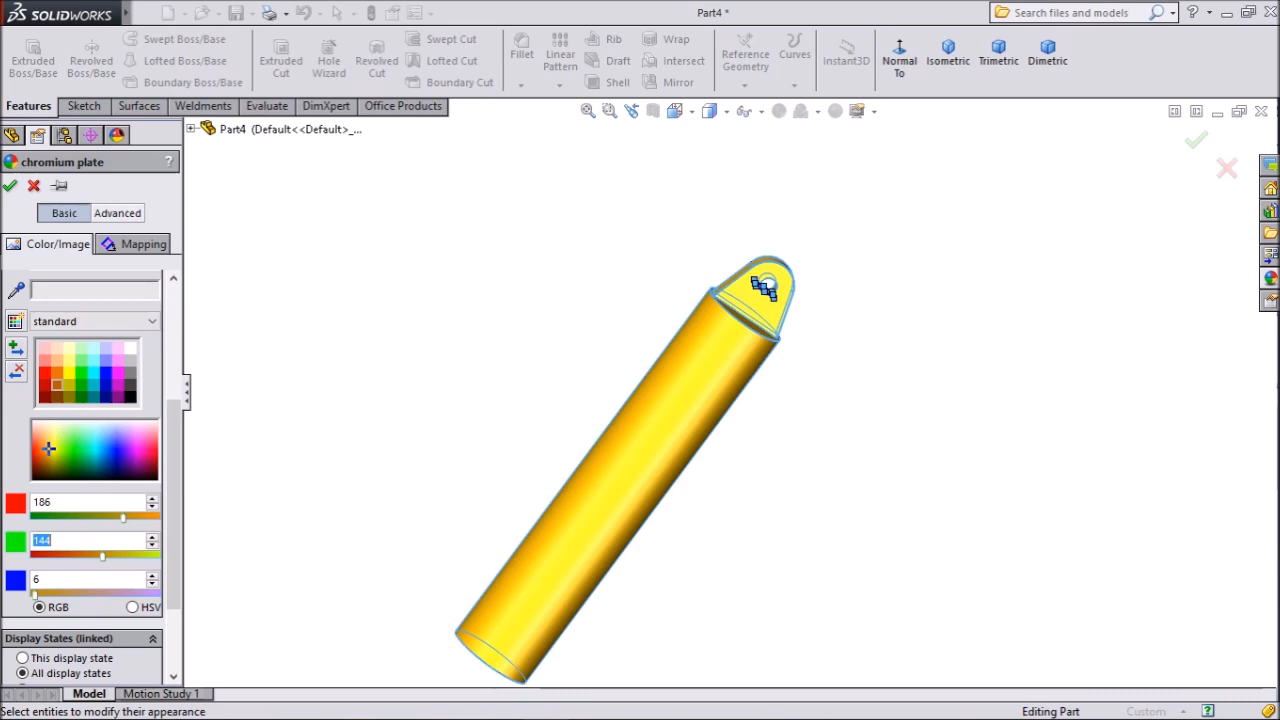 SOLIDWORKS
Part4 *
Search files and models
Extruded Boss/Base
Revolved Boss/Base
Swept Boss/Base
Lofted Boss/Base
Boundary Boss/Base
Extruded Cut
Hole Wizard
Revolved Cut
Swept Cut
Lofted Cut
Boundary Cut
Fillet
Linear Pattern
Rib
Draft
Shell
Wrap
Intersect
Mirror
Reference Geometry
Curves
Instant3D
Normal To
Isometric
Trimetric
Dimetric
Features
Sketch
Surfaces
Weldments
Evaluate
DimXpert
Office Products
Part4 (Default<<Default>_...
chromium plate
?
Basic
Advanced
Color/Image
Mapping
standard
186
144
6
RGB
HSV
Display States (linked)
This display state
All display states
Model
Motion Study 1
Select entities to modify their appearance
Editing Part
Custom